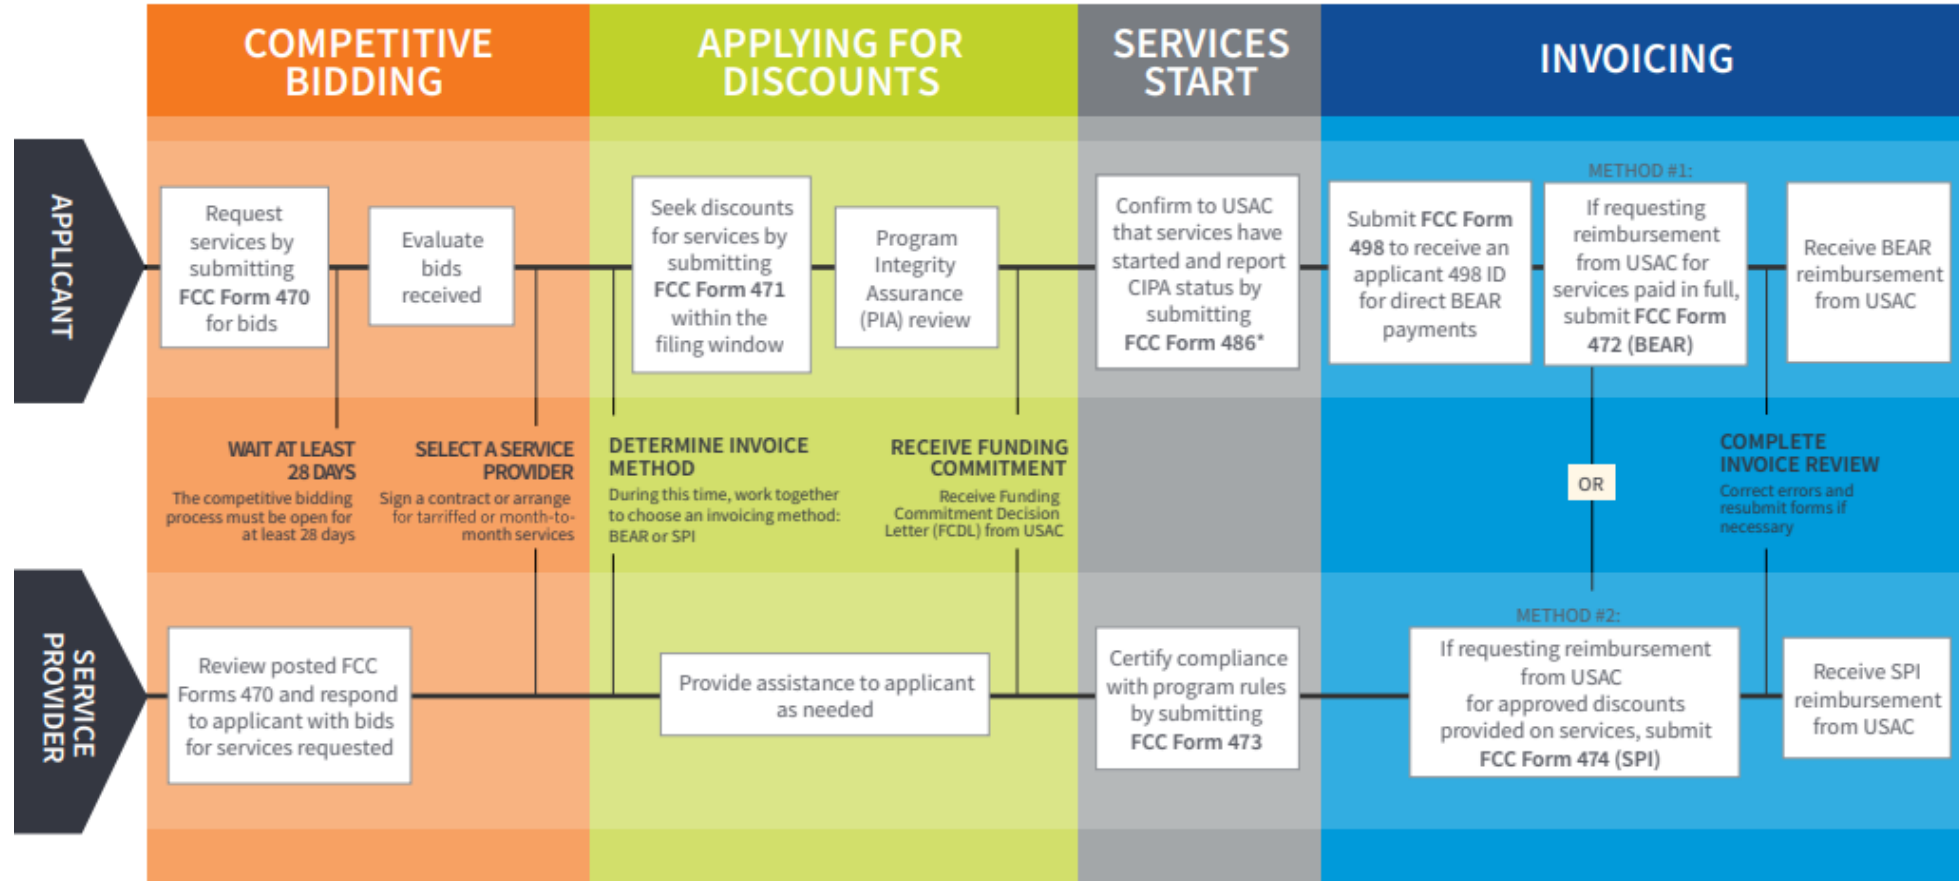 COMPETITIVE
BIDDING
APPLYING FOR
DISCOUNTS
SERVICES
START
INVOICING
APPLICANT
Request
services by
submitting
FCC Form 470
for bids
Evaluate
bids
received
Seek discounts
for services by
submitting
FCC Form 471
within the
filing window
Program
Integrity
Assurance
(PIA) review
Confirm to USAC
that services have
started and report
CIPA status by
submitting
FCC Form 486*
Submit FCC Form
498 to receive an
applicant 498 ID
for direct BEAR
payments
METHOD #1:
If requesting
reimbursement
from USAC for
services paid in full,
submit FCC Form
472 (BEAR)
Receive BEAR
reimbursement
from USAC
WAIT AT LEAST
28 DAYS
The competitive bidding
process must be open for
at least 28 days
SELECT A SERVICE
PROVIDER
Sign a contract or arrange
for tarriffed or month-to-
month services
DETERMINE INVOICE
METHOD
During this time, work together
to choose an invoicing method:
BEAR or SPI
RECEIVE FUNDING
COMMITMENT
Receive Funding
Commitment Decision
Letter (FCDL) from USAC
OR
COMPLETE
INVOICE REVIEW
Correct errors and
resubmit forms if
necessary
SERVICE
PROVIDER
Review posted FCC
Forms 470 and respond
to applicant with bids
for services requested
Provide assistance to applicant
as needed
Certify compliance
with program rules
by submitting
FCC Form 473
METHOD #2:
If requesting reimbursement
from USAC
for approved discounts
provided on services, submit
FCC Form 474 (SPI)
Receive SPI
reimbursement
from USAC